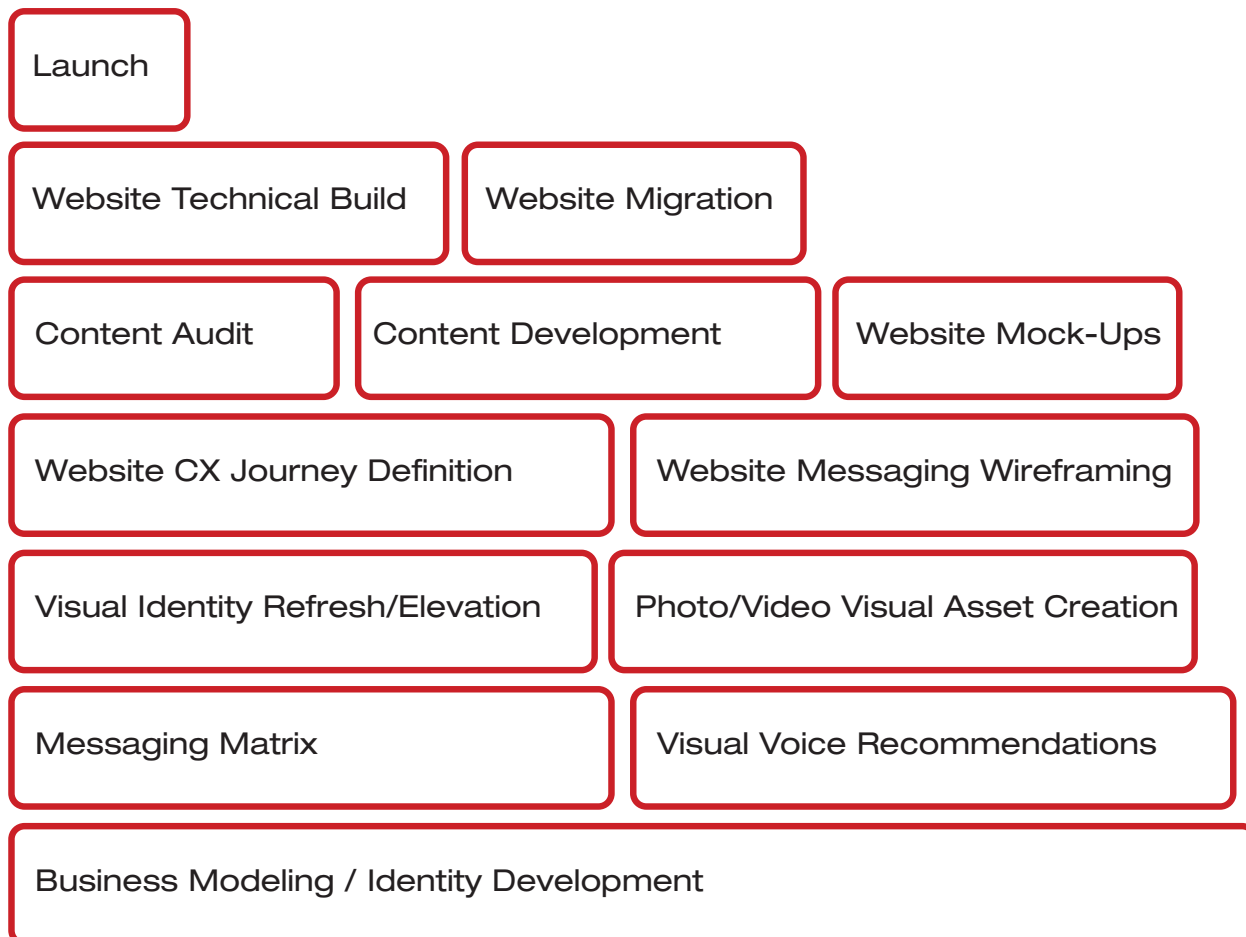 Launch
Website Technical Build
Website Migration
Content Audit
Content Development
Website Mock-Ups
Website CX Journey Definition
Website Messaging Wireframing
Visual Identity Refresh/Elevation
Photo/Video Visual Asset Creation
Messaging Matrix
Visual Voice Recommendations
Business Modeling / Identity Development